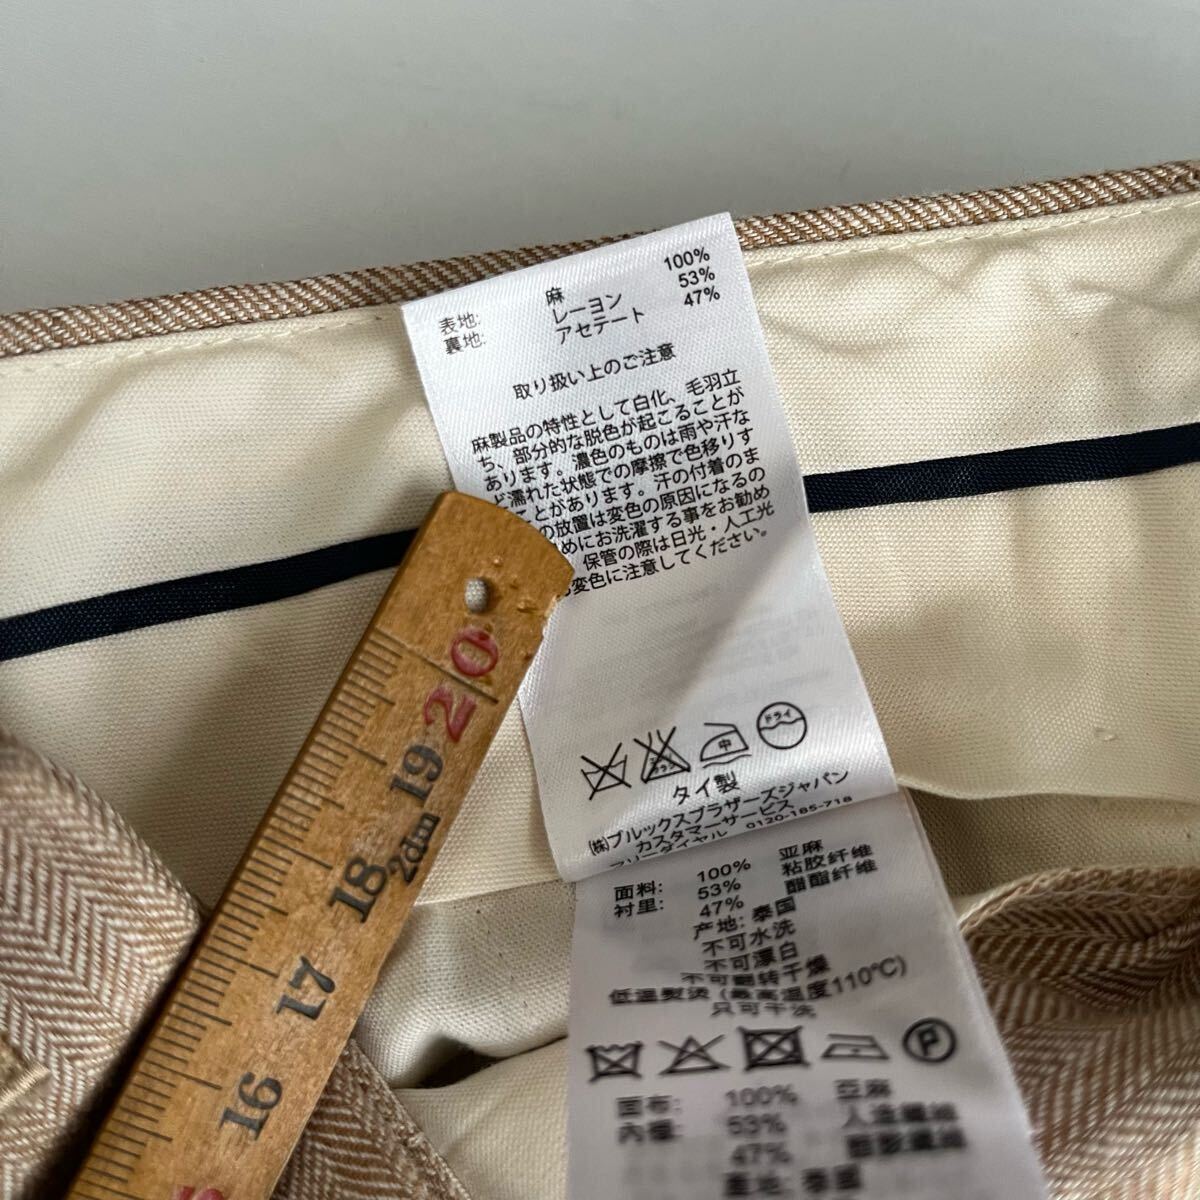 表地: 麻 100%
裏地: レーヨン 53%
アセテート 47%
取り扱い上のご注意
麻製品の特性として白化、毛羽立
ち、部分的な脱色が起こることが
あります。濃色のものは雨や汗な
ど濡れた状態での摩擦で色移りす
ことがあります。汗の付着のま
の放置は変色の原因になるの
めにお洗濯する事をお勧め
保管の際は日光・人工光
変色に注意してください。
ドライ
中
タイ製
㈱ブルックスブラザーズジャパン
カスタマーサービス
フリーダイヤル 0120-185-718
面料: 100% 亚麻
衬里: 53% 粘胶纤维
47% 醋酯纤维
产地: 泰国
不可水洗
不可漂白
不可翻转干燥
低温熨烫 (最高温度110℃)
只可干洗
P
面布: 100% 亞麻
內裡: 53% 人造纖維
47% 醋酸纖維
產地: 泰國
20
19
2dm
18
17
16